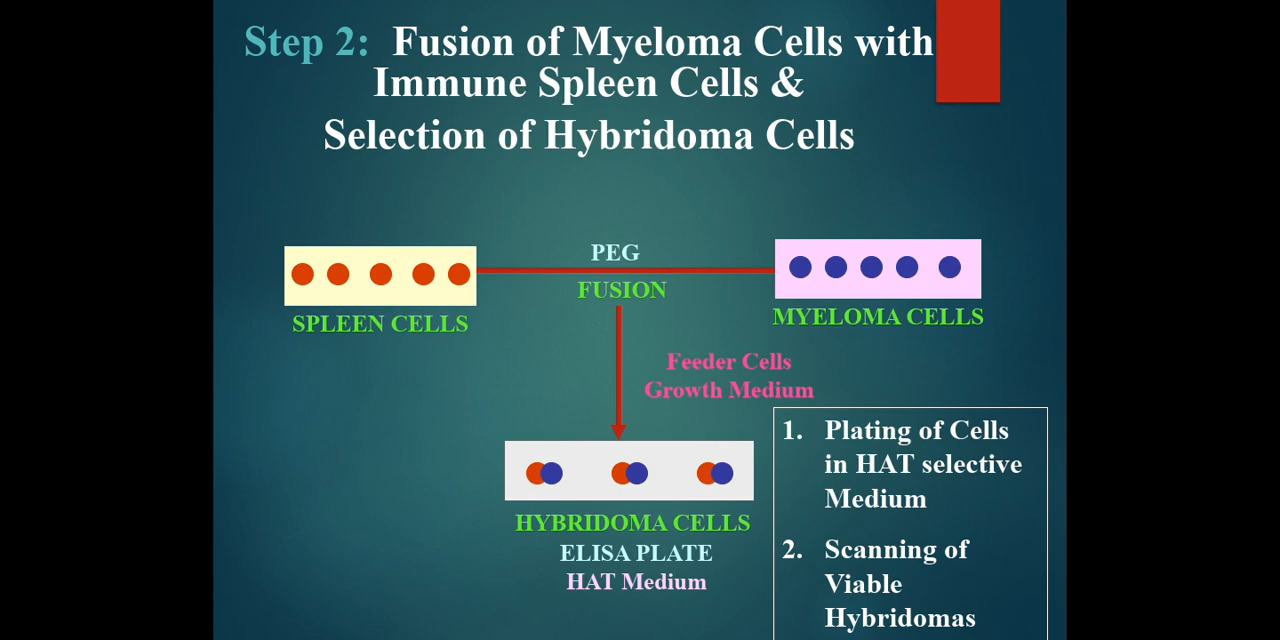 Step 2: Fusion of Myeloma Cells with
Immune Spleen Cells &
Selection of Hybridoma Cells
PEG
FUSION
SPLEEN CELLS
MYELOMA CELLS
Feeder Cells
Growth Medium
HYBRIDOMA CELLS
ELISA PLATE
HAT Medium
1. Plating of Cells
in HAT selective
Medium
2. Scanning of
Viable
Hybridomas